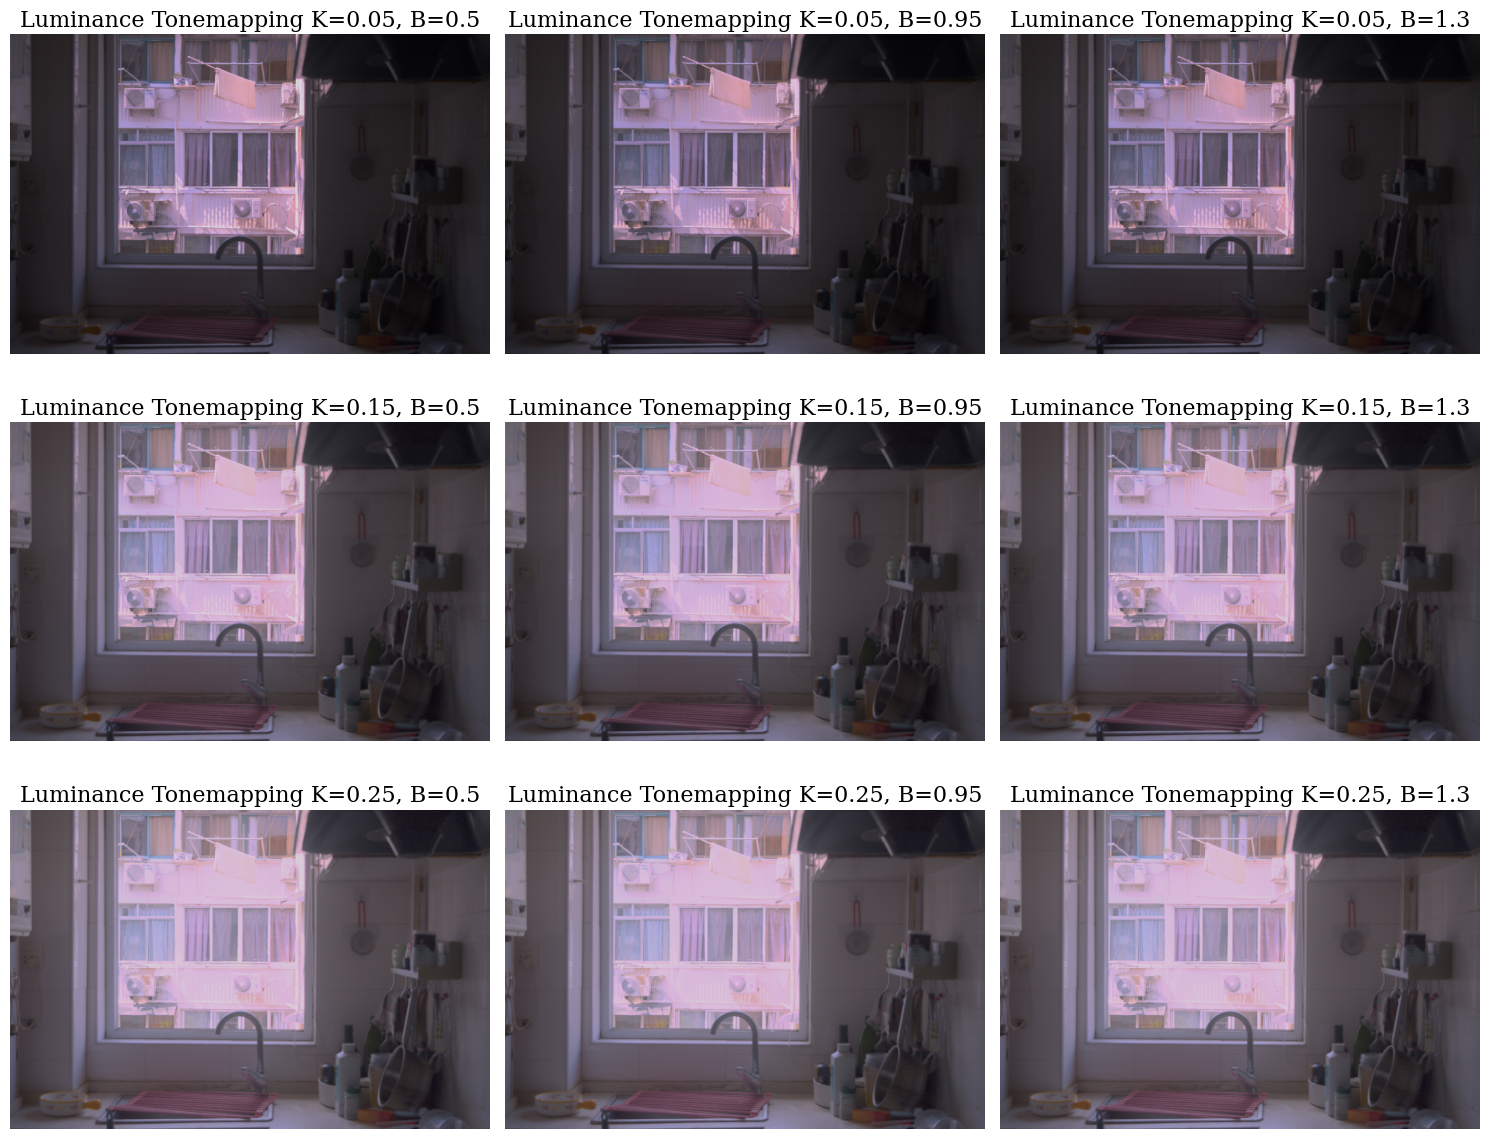 Luminance Tonemapping K=0.05, B=0.5
Luminance Tonemapping K=0.05, B=0.95
Luminance Tonemapping K=0.05, B=1.3
Luminance Tonemapping K=0.15, B=0.5
Luminance Tonemapping K=0.15, B=0.95
Luminance Tonemapping K=0.15, B=1.3
Luminance Tonemapping K=0.25, B=0.5
Luminance Tonemapping K=0.25, B=0.95
Luminance Tonemapping K=0.25, B=1.3